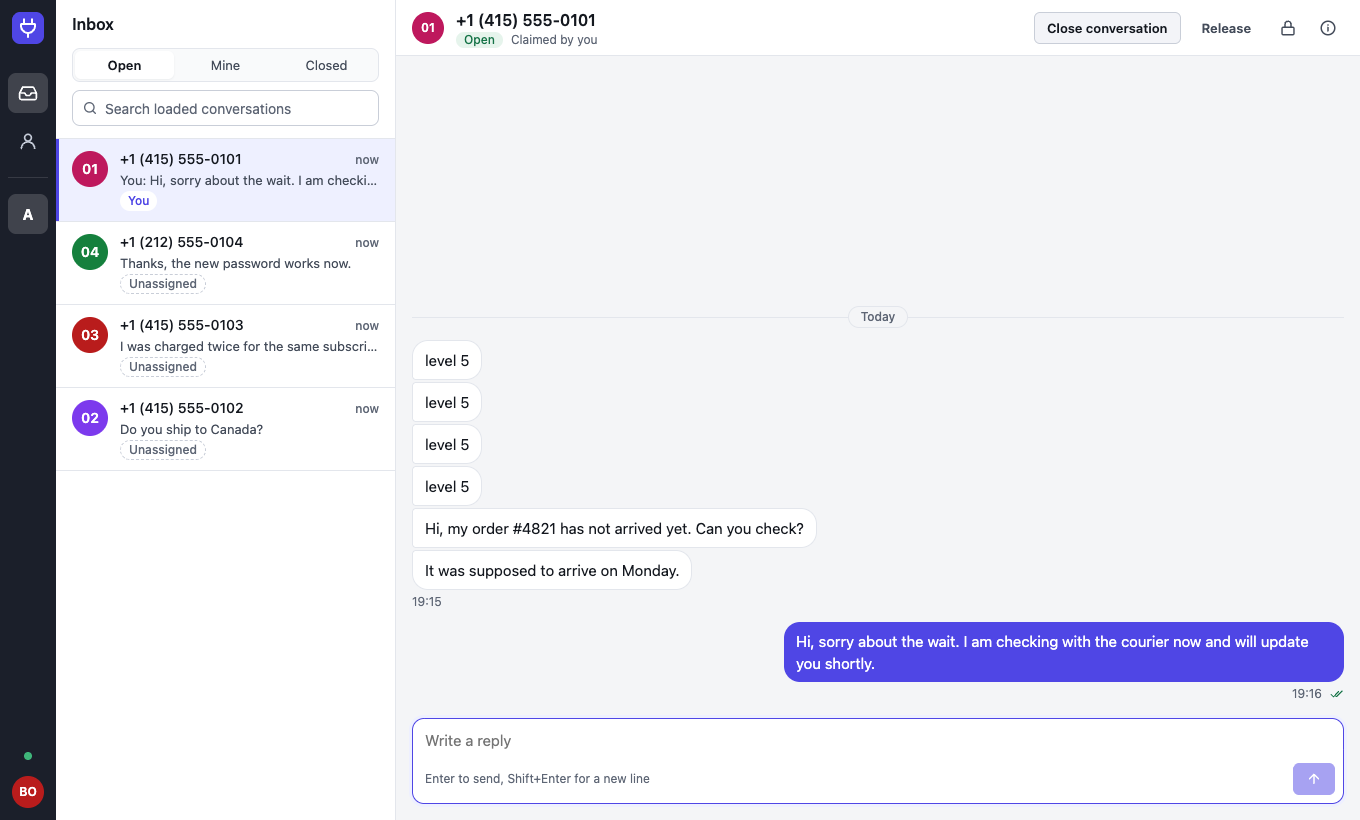 Inbox
Open
Mine
Closed
Search loaded conversations
01
+1 (415) 555-0101
now
You: Hi, sorry about the wait. I am checki...
You
04
+1 (212) 555-0104
now
Thanks, the new password works now.
Unassigned
03
+1 (415) 555-0103
now
I was charged twice for the same subscri...
Unassigned
02
+1 (415) 555-0102
now
Do you ship to Canada?
Unassigned
A
BO
01
+1 (415) 555-0101
Open
Claimed by you
Close conversation
Release
Today
level 5
level 5
level 5
level 5
Hi, my order #4821 has not arrived yet. Can you check?
It was supposed to arrive on Monday.
19:15
Hi, sorry about the wait. I am checking with the courier now and will update
you shortly.
19:16
Write a reply
Enter to send, Shift+Enter for a new line